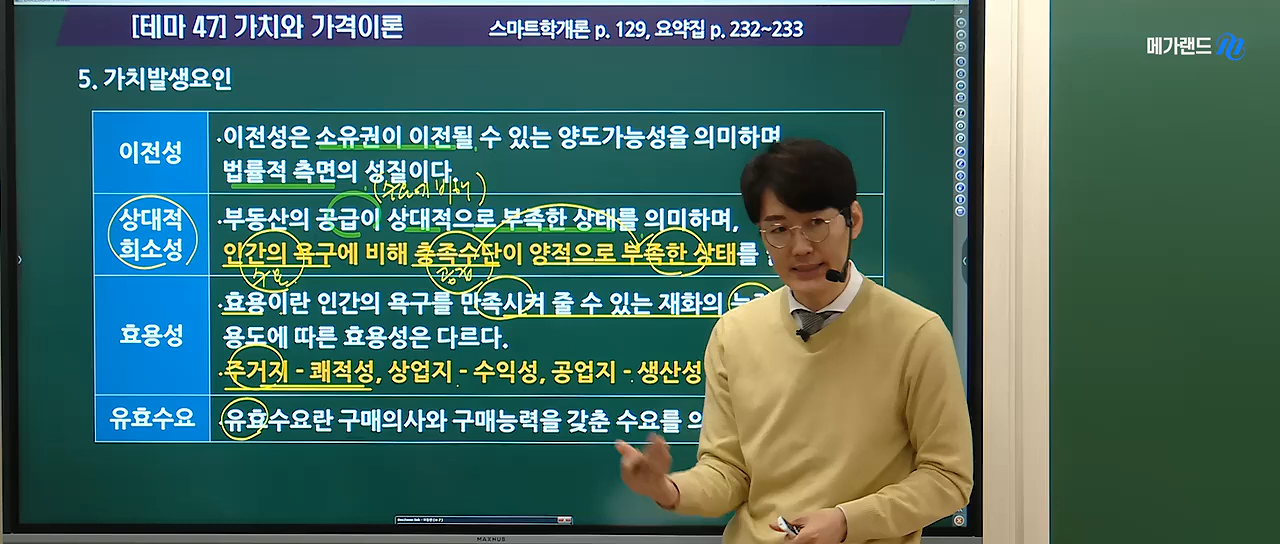 [테마 47] 가치와 가격이론
스마트학개론 p. 129, 요약집 p. 232~233
메가랜드
5. 가치발생요인
이전성
·이전성은 소유권이 이전될 수 있는 양도가능성을 의미하며
법률적 측면의 성질이다.
(수요에 비해)
상대적
희소성
·부동산의 공급이 상대적으로 부족한 상태를 의미하며,
인간의 욕구에 비해 충족수단이 양적으로 부족한 상태를
수요
공급
효용성
·효용이란 인간의 욕구를 만족시켜 줄 수 있는 재화의
용도에 따른 효용성은 다르다.
·주거지 - 쾌적성, 상업지 - 수익성, 공업지 - 생산성
유효수요
·유효수요란 구매의사와 구매능력을 갖춘 수요를
MAXHUB